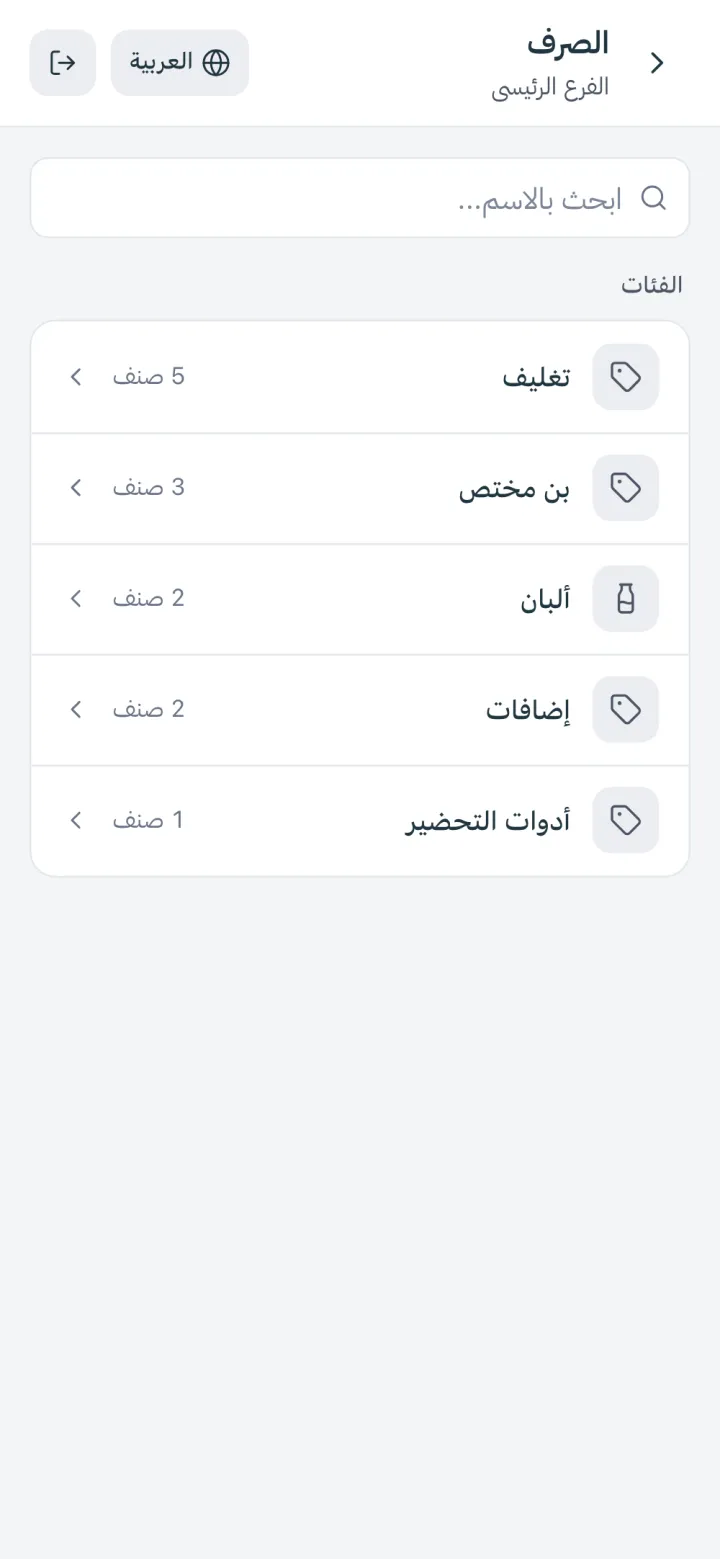 الصرف
الفرع الرئيسي
العربية
ابحث بالاسم...
الفئات
تغليف
5 صنف
بن مختص
3 صنف
ألبان
2 صنف
إضافات
2 صنف
أدوات التحضير
1 صنف